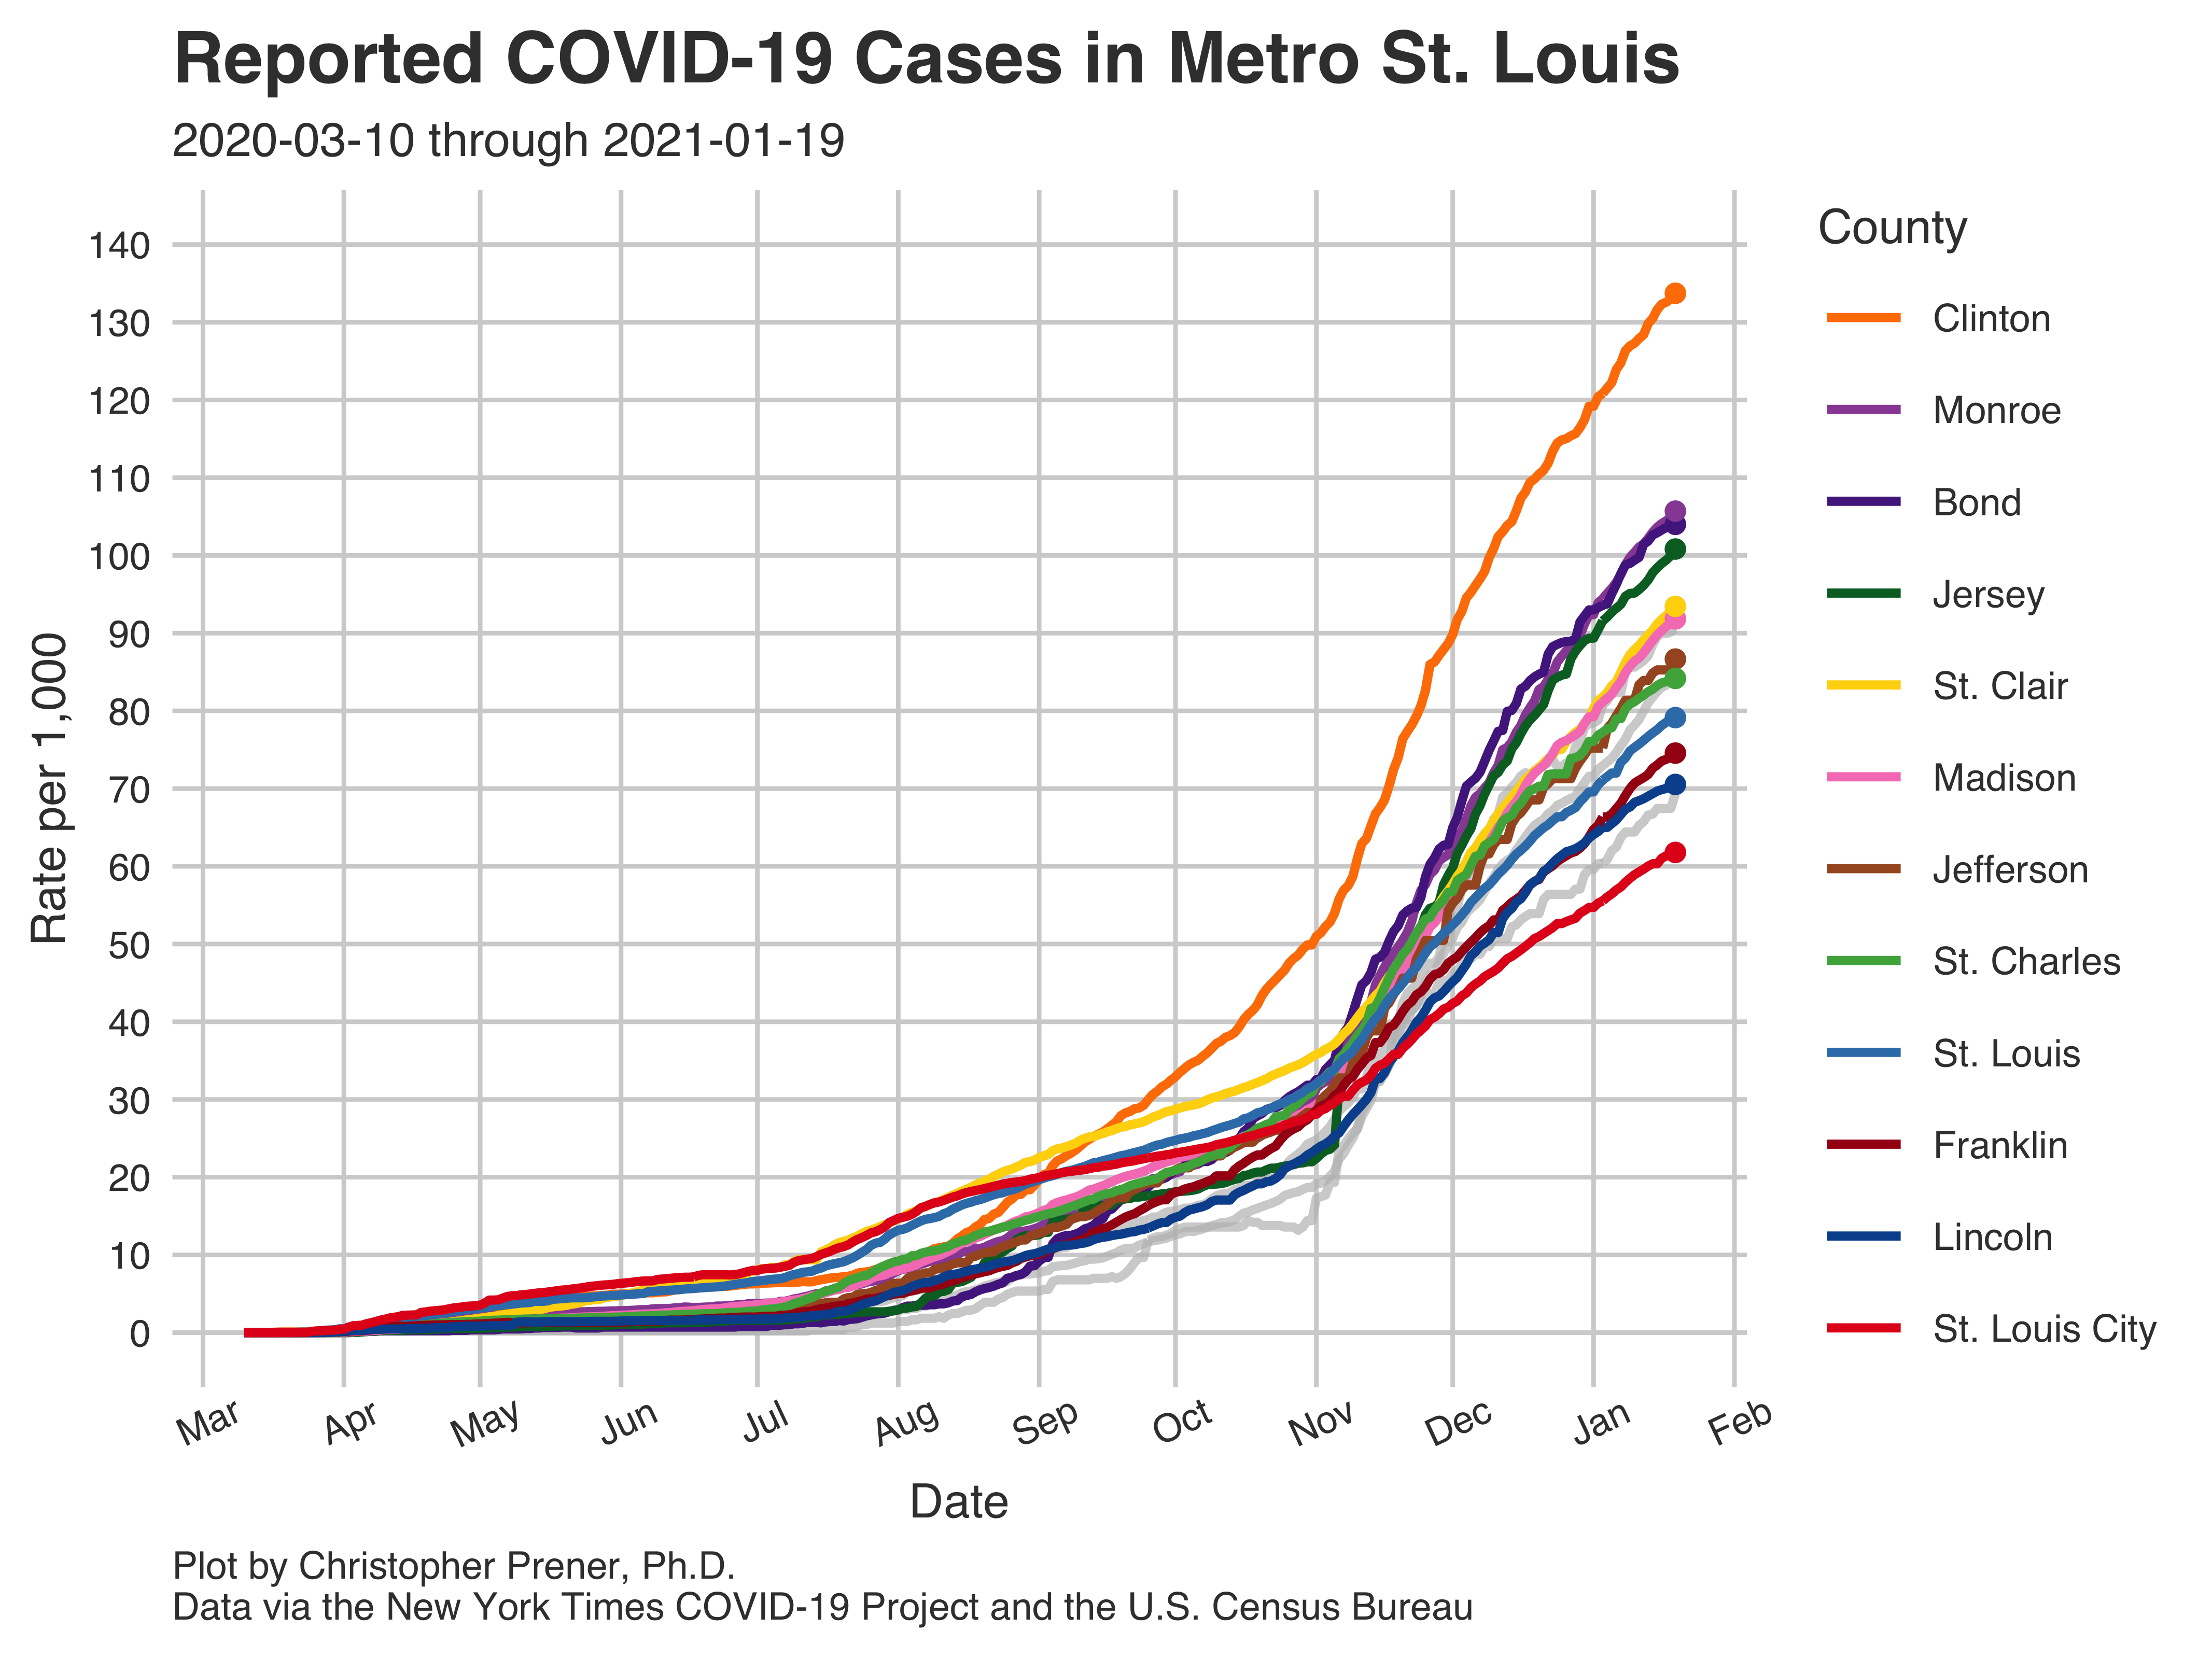 Reported COVID-19 Cases in Metro St. Louis
2020-03-10 through 2021-01-19
Rate per 1,000
140
130
120
110
100
90
80
70
60
50
40
30
20
10
0
Mar
Apr
May
Jun
Jul
Aug
Sep
Oct
Nov
Dec
Jan
Feb
Date
County
Clinton
Monroe
Bond
Jersey
St. Clair
Madison
Jefferson
St. Charles
St. Louis
Franklin
Lincoln
St. Louis City
Plot by Christopher Prener, Ph.D.
Data via the New York Times COVID-19 Project and the U.S. Census Bureau